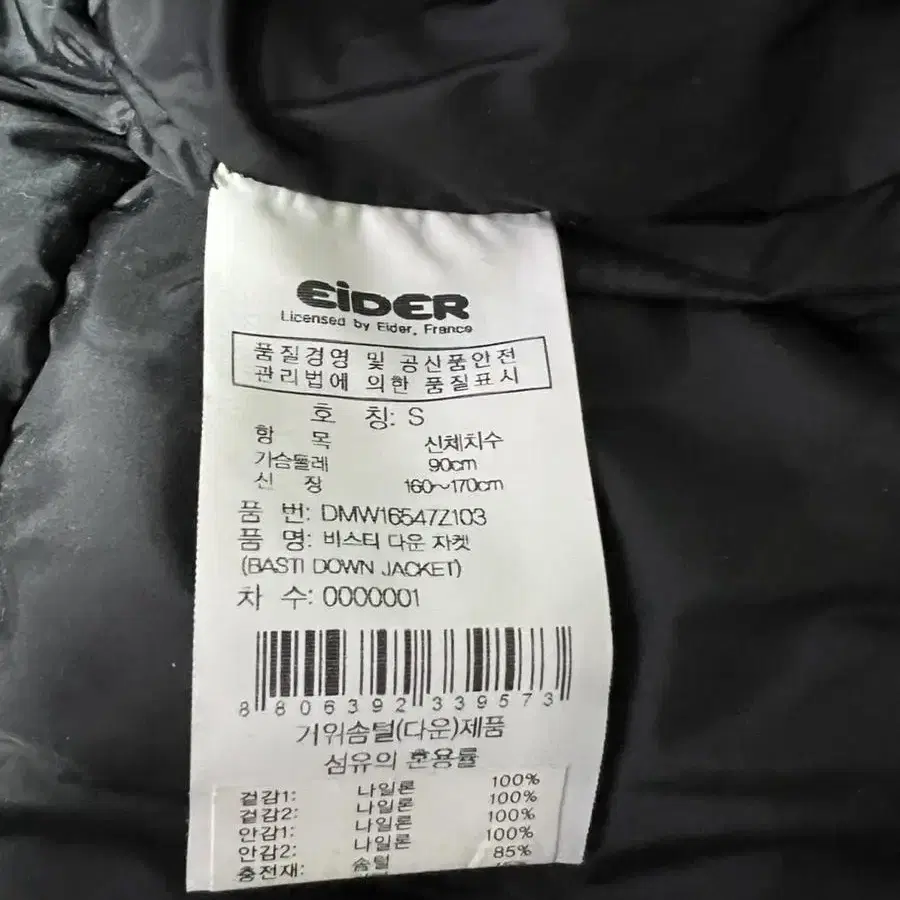 EiDER
Licensed by Eider, France
품질경영 및 공산품안전
관리법에 의한 품질표시
호 칭: S
항 목 신체치수
가슴둘레 90cm
신 장 160~170cm
품 번: DMW16547Z103
품 명: 비스티 다운 자켓
(BASTI DOWN JACKET)
차 수: 0000001
8 806392 339573
거위솜털(다운)제품
섬유의 혼용률
겉감1: 나일론 100%
겉감2: 나일론 100%
안감1: 나일론 100%
안감2: 나일론 100%
충전재: 솜털 85%